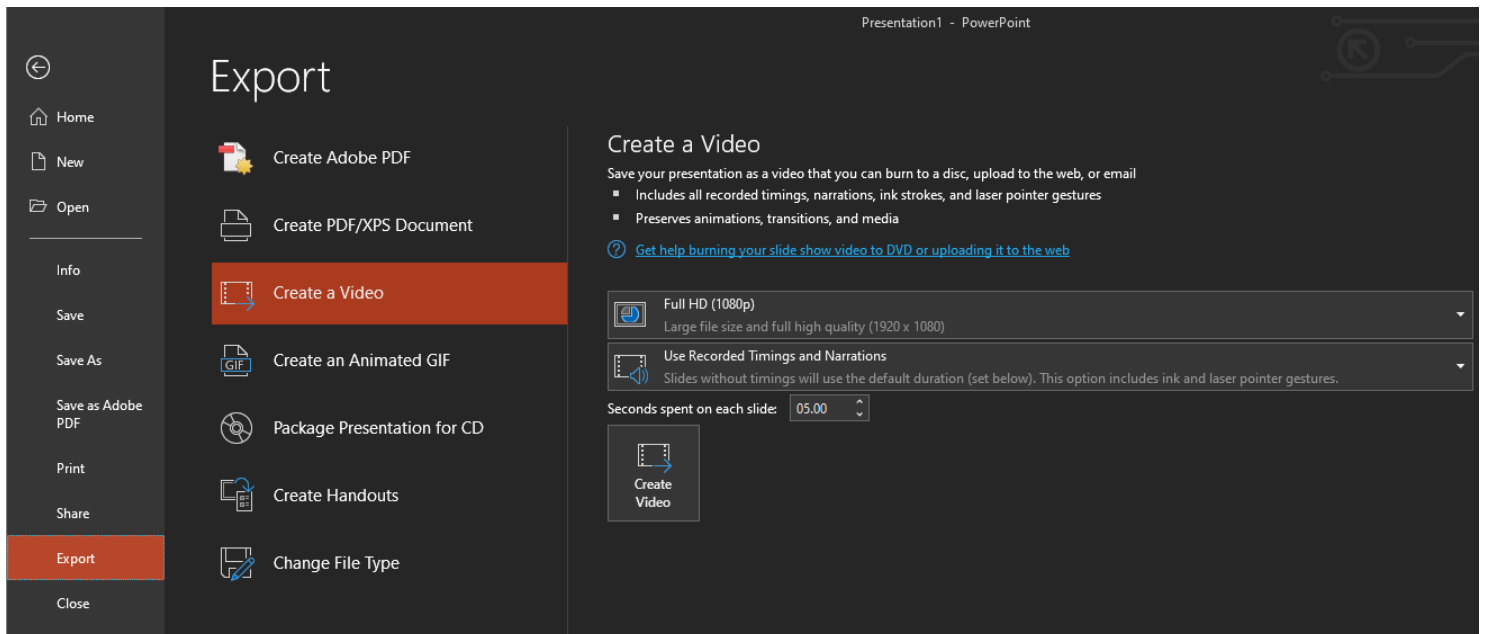 Presentation1 - PowerPoint
Home
New
Open
Info
Save
Save As
Save as Adobe
PDF
Print
Share
Export
Close
Export
Create Adobe PDF
Create PDF/XPS Document
Create a Video
Create an Animated GIF
GIF
Package Presentation for CD
Create Handouts
Change File Type
Create a Video
Save your presentation as a video that you can burn to a disc, upload to the web, or email
Includes all recorded timings, narrations, ink strokes, and laser pointer gestures
Preserves animations, transitions, and media
Get help burning your slide show video to DVD or uploading it to the web
Full HD (1080p)
Large file size and full high quality (1920 x 1080)
Use Recorded Timings and Narrations
Slides without timings will use the default duration (set below). This option includes ink and laser pointer gestures.
Seconds spent on each slide: 05.00
Create
Video